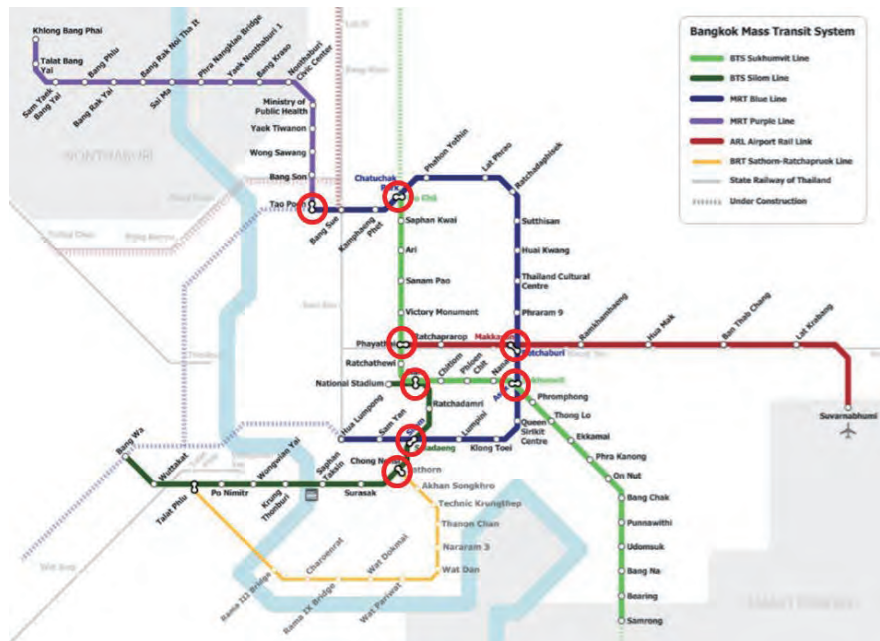 Bangkok Mass Transit System
BTS Sukhumvit Line
BTS Silom Line
MRT Blue Line
MRT Purple Line
ARL Airport Rail Link
BRT Sathorn-Ratchapruek Line
State Railway of Thailand
Under Construction
Khlong Bang Phai
Talat Bang
Yai
Sam Yaek
Bang Yai
Bang Phlu
Bang Rak Yai
Bang Rak Noi Tha It
Sai Ma
Phra Nangklao Bridge
Yaek Nonthaburi 1
Bang Kraso
Nonthaburi
Civic Center
Ministry of
Public Health
Yaek Tiwanon
Wong Sawang
Bang Son
Tao Poon
NONTHABURI
Bang Sue
Kamphaeng
Phet
Chatuchak
Park
Phahon Yothin
Lat Phrao
Ratchadaphisek
Saphan Kwai
Ari
Sanam Pao
Victory Monument
Sutthisan
Huai Kwang
Thailand Cultural
Centre
Phraram 9
Phayathai
Ratchaprarop
Makkasan
Ramkhamhaeng
Hua Mak
Ban Thab Chang
Lat Krabang
Suvarnabhumi
Ratchathewi
National Stadium
Chitlom
Phloen
Chit
Nana
Ratchadamri
Phromphong
Thong Lo
Ekkamai
Phra Kanong
On Nut
Bang Chak
Punnawithi
Udomsuk
Bang Na
Bearing
Samrong
Hua Lumpong
Sam Yan
Lumpini
Klong Toei
Queen
Sirikit
Centre
Bang Wa
Wuttakat
Talat Phlu
Po Nimitr
Wongwian Yai
Krung
Thonburi
Saphan
Taksin
Surasak
Akhan Songkhro
Technic Krungthep
Thanon Chan
Nararam 3
Wat Dan
Wat Pariwat
Wat Dokmai
Rama IX Bridge
Charoenrat
Rama III Bridge